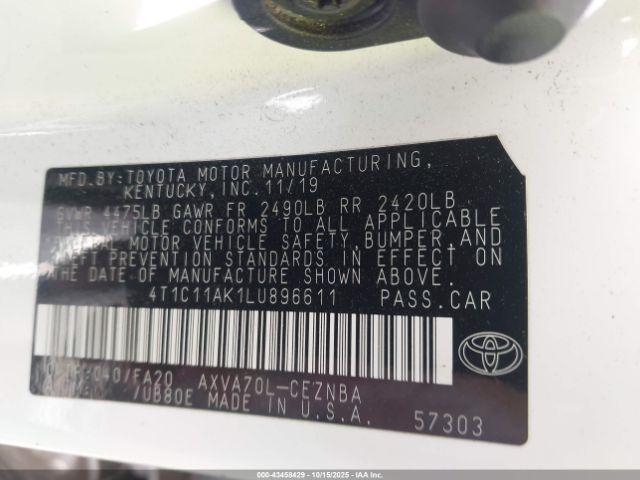 MFD.BY:TOYOTA MOTOR MANUFACTURING,
KENTUCKY, INC. 11/19
GVWR 4475LB GAWR FR 2490LB RR 2420LB
THIS VEHICLE CONFORMS TO ALL APPLICABLE
FEDERAL MOTOR VEHICLE SAFETY, BUMPER, AND
THEFT PREVENTION STANDARDS IN EFFECT ON
THE DATE OF MANUFACTURE SHOWN ABOVE.
4T1C11AK1LU896611 PASS.CAR
040/FA20 AXVA70L-CEZNBA
/UB80E MADE IN U.S.A.
57303
000-43458429 - 10/15/2025 - IAA, Inc.